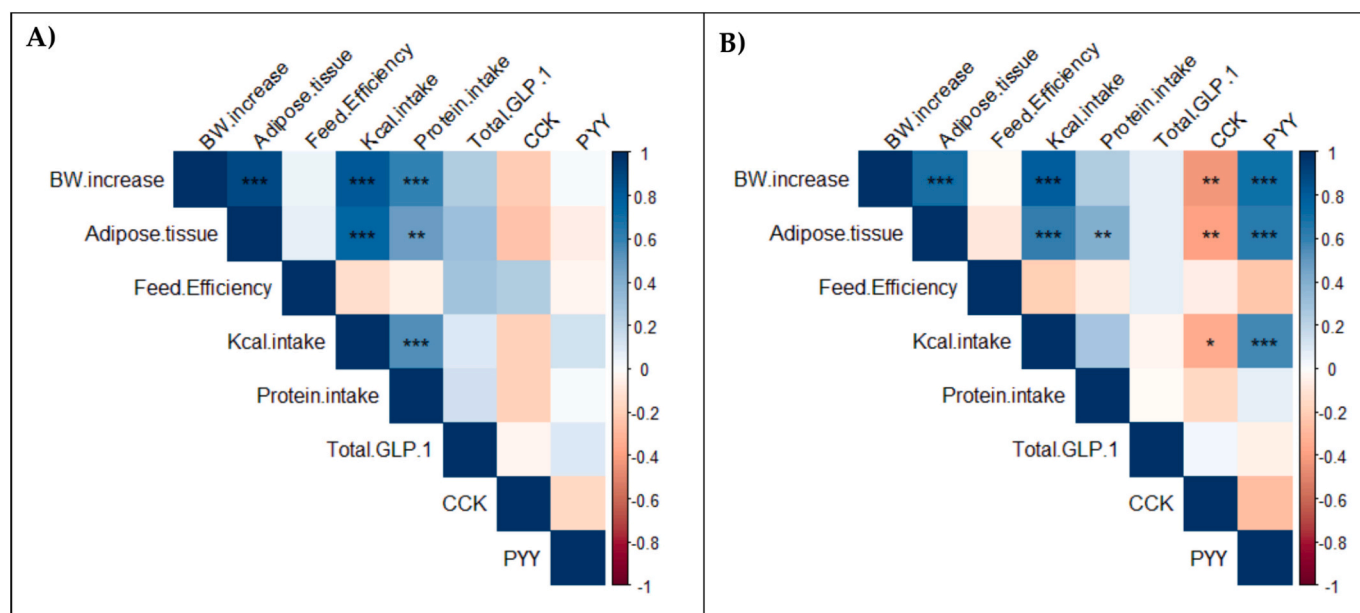 A)
BW.increase
Adipose.tissue
Feed.Efficiency
Kcal.intake
Protein.intake
Total.GLP.1
CCK
PYY
BW.increase *** *** ***
Adipose.tissue *** **
Feed.Efficiency
Kcal.intake ***
Protein.intake
Total.GLP.1
CCK
PYY
1
0.8
0.6
0.4
0.2
0
-0.2
-0.4
-0.6
-0.8
-1
B)
BW.increase
Adipose.tissue
Feed.Efficiency
Kcal.intake
Protein.intake
Total.GLP.1
CCK
PYY
BW.increase *** *** ** ***
Adipose.tissue *** ** ** ***
Feed.Efficiency
Kcal.intake * ***
Protein.intake
Total.GLP.1
CCK
PYY
1
0.8
0.6
0.4
0.2
0
-0.2
-0.4
-0.6
-0.8
-1